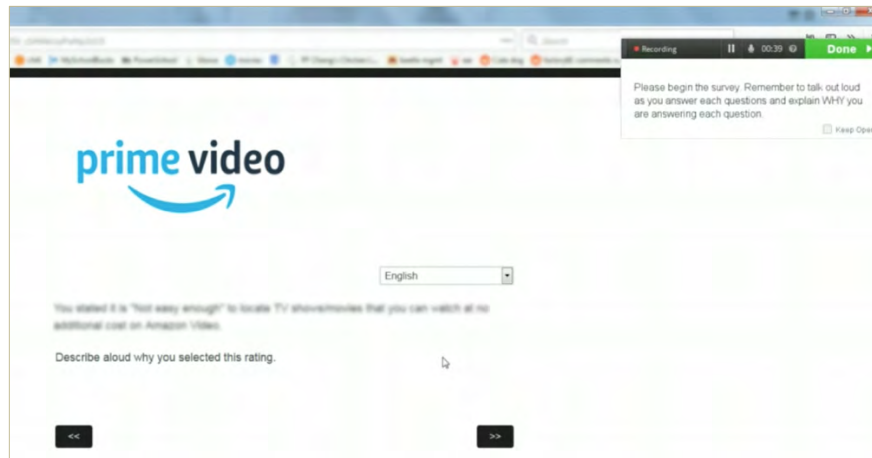 Search
Recording
00:39
Done
Please begin the survey. Remember to talk out loud
as you answer each questions and explain WHY you
are answering each question.
Keep Open
prime video
English
You stated it is "Not easy enough" to locate TV shows/movies that you can watch at no
additional cost on Amazon Video.
Describe aloud why you selected this rating.
<<
>>